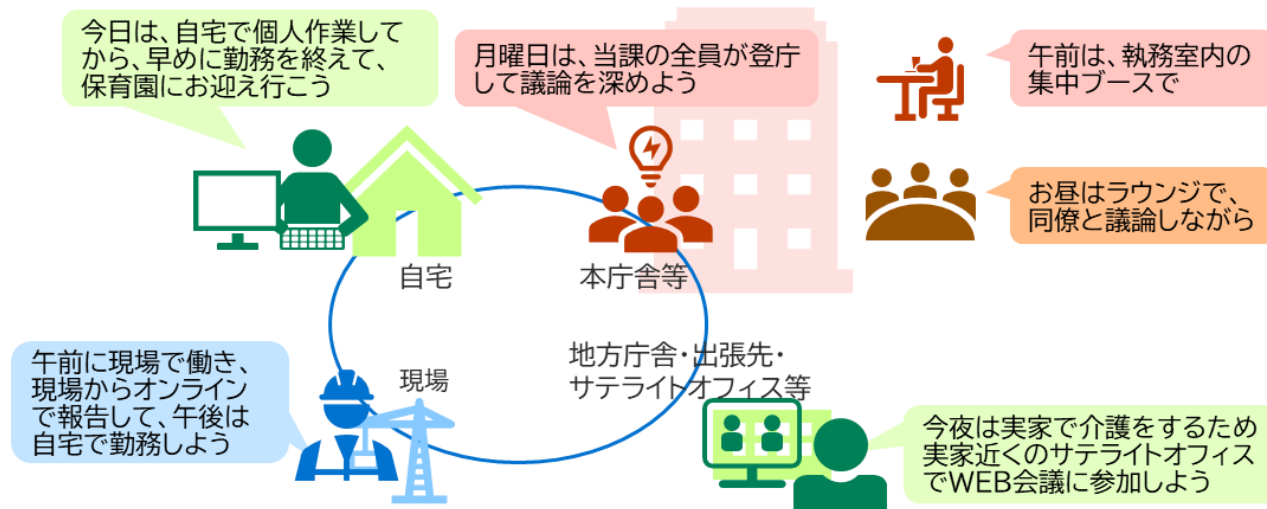 今日は、自宅で個人作業して
から、早めに勤務を終えて、
保育園にお迎え行こう
月曜日は、当課の全員が登庁
して議論を深めよう
午前は、執務室内の
集中ブースで
お昼はラウンジで、
同僚と議論しながら
自宅
本庁舎等
午前に現場で働き、
現場からオンライン
で報告して、午後は
自宅で勤務しよう
現場
地方庁舎・出張先・
サテライトオフィス等
今夜は実家で介護をするため
実家近くのサテライトオフィス
でWEB会議に参加しよう